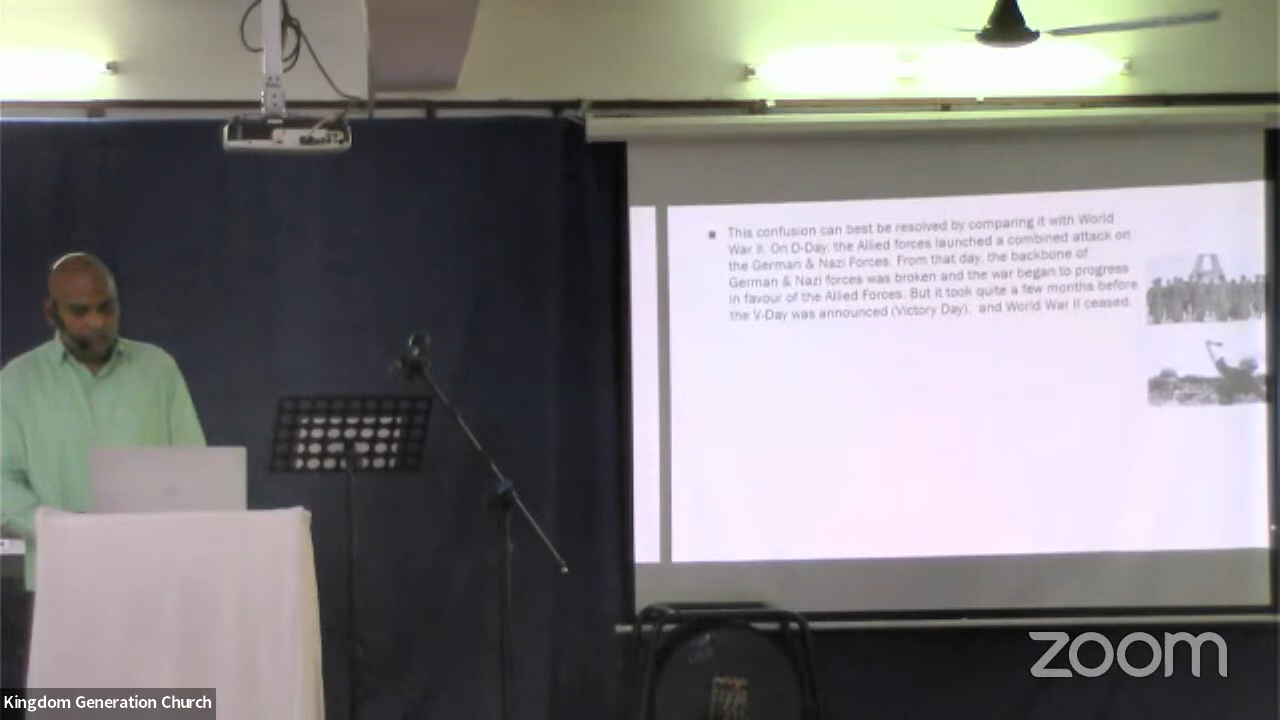 This confusion can best be resolved by comparing it with World
War II. On D-Day, the Allied forces launched a combined attack on
the German & Nazi Forces. From that day, the backbone of
German & Nazi forces was broken and the war began to progress
in favour of the Allied Forces. But it took quite a few months before
the V-Day was announced (Victory Day), and World War II ceased.
zoom
Kingdom Generation Church